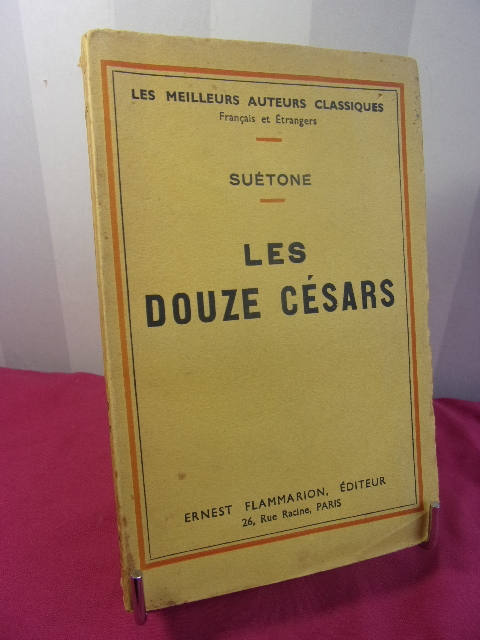 LES MEILLEURS AUTEURS CLASSIQUES
Français et Étrangers
SUÉTONE
LES
DOUZE CÉSARS
ERNEST FLAMMARION, ÉDITEUR
26, Rue Racine, PARIS